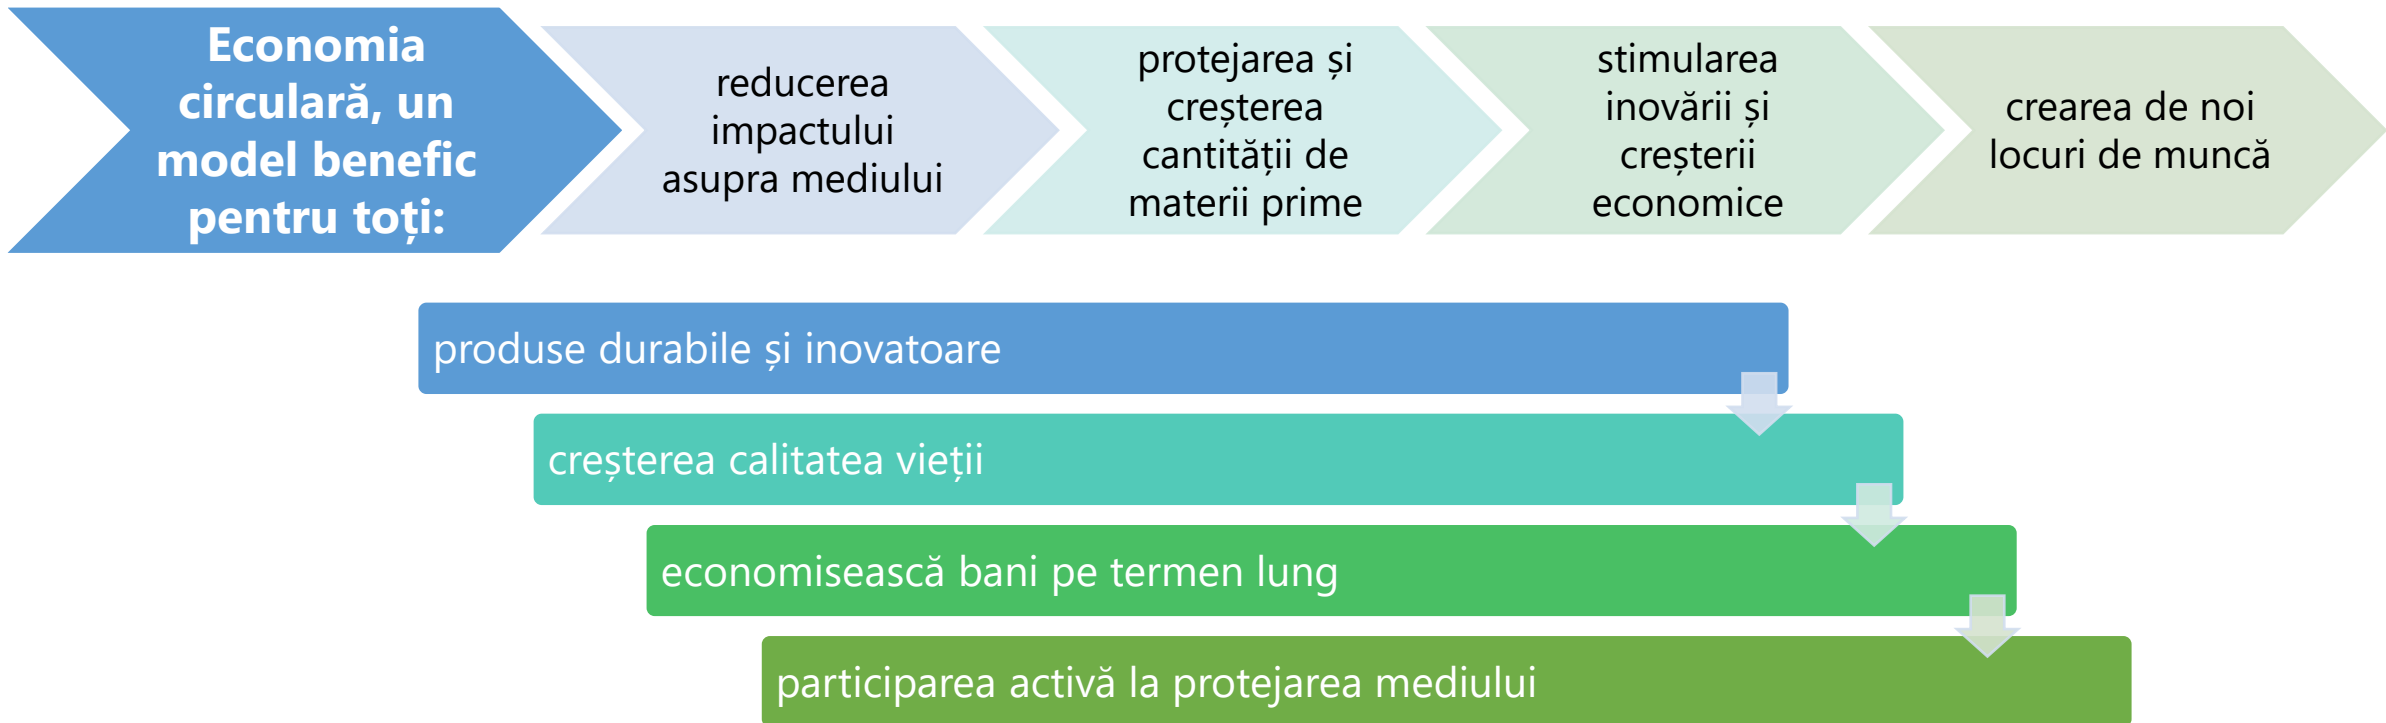 Economia
circulară, un
model benefic
pentru toți:
reducerea
impactului
asupra mediului
protejarea și
creșterea
cantității de
materii prime
stimularea
inovării și
creșterii
economice
crearea de noi
locuri de muncă
produse durabile și inovatoare
creșterea calitatea vieții
economisească bani pe termen lung
participarea activă la protejarea mediului